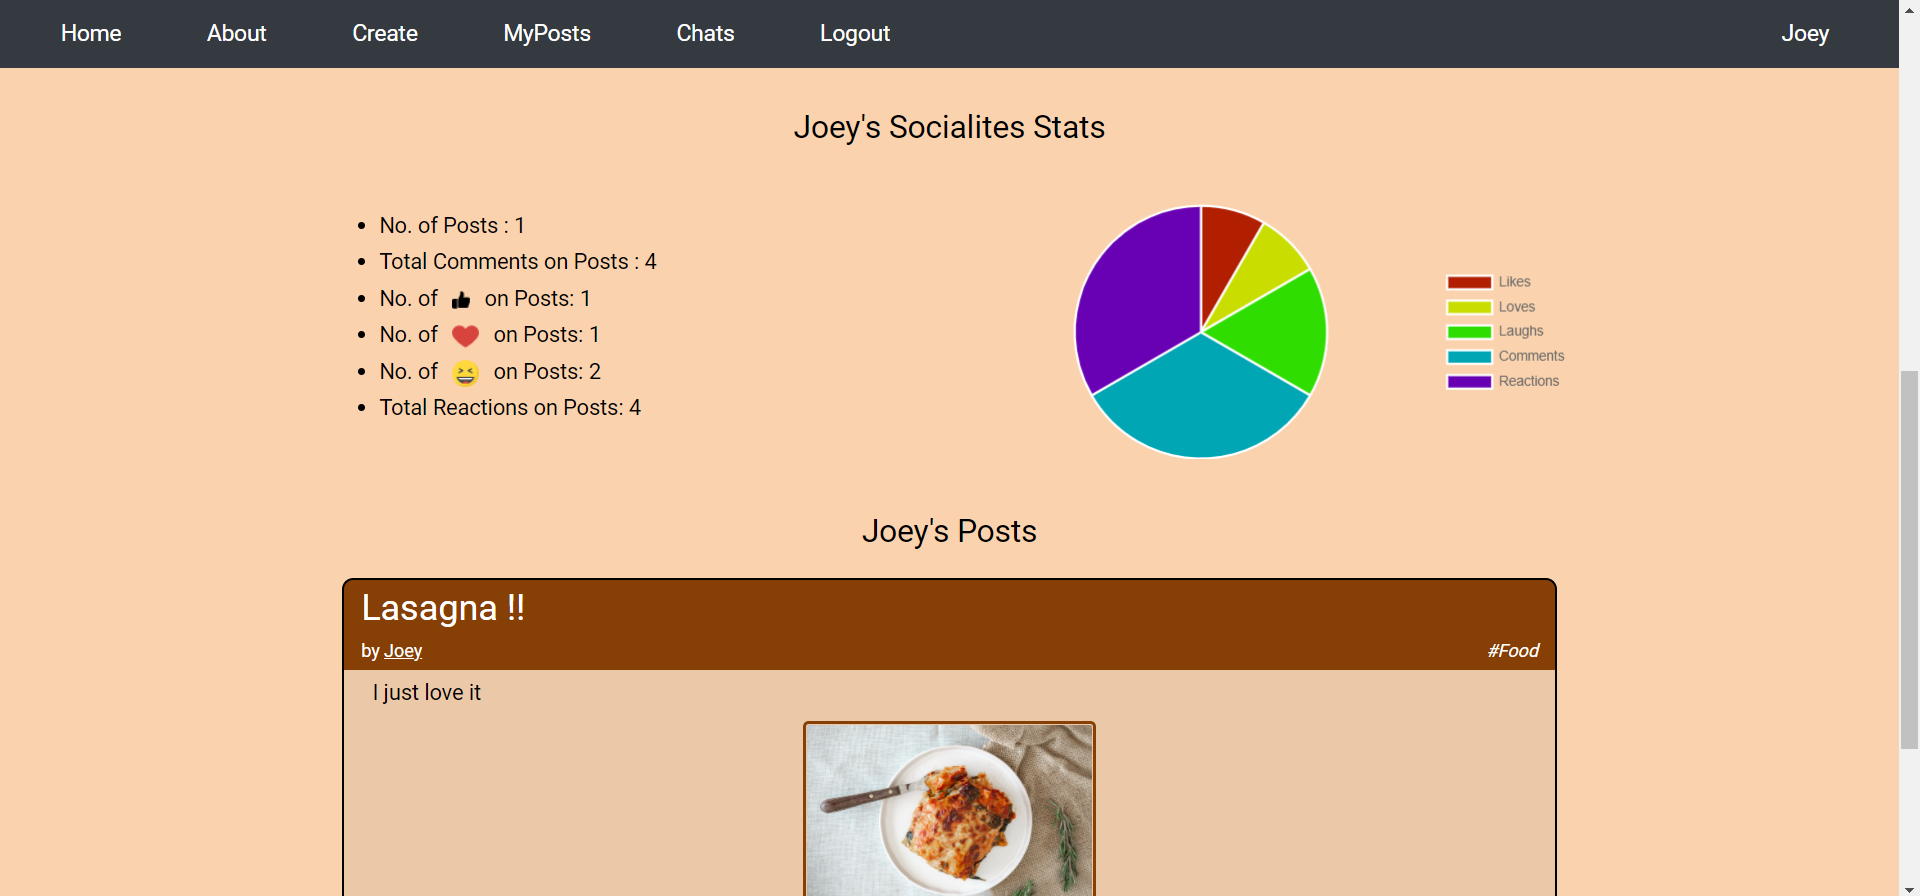 Home About Create MyPosts Chats Logout Joey
Joey's Socialites Stats
No. of Posts : 1
Total Comments on Posts : 4
No. of 👍 on Posts: 1
No. of ❤️ on Posts: 1
No. of 😆 on Posts: 2
Total Reactions on Posts: 4
Likes
Loves
Laughs
Comments
Reactions
Joey's Posts
Lasagna !!
by Joey #Food
I just love it